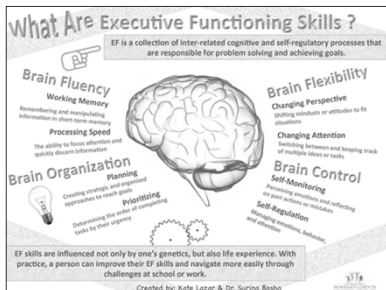 What Are Executive Functioning Skills ?
EF is a collection of inter-related cognitive and self-regulatory processes that
are responsible for problem solving and achieving goals.
Brain Fluency
Working Memory
Remembering and manipulating
information in short-term memory
Processing Speed
The ability to focus attention and
quickly discern information
Brain Organization
Planning
Creating strategic and organized
approaches to reach goals
Prioritizing
Determining the order of completing
tasks by their urgency
Brain Flexibility
Changing Perspective
Shifting mindsets or attitudes to fit
situations
Changing Attention
Switching between and keeping track
of multiple ideas or tasks
Brain Control
Self-Monitoring
Perceiving emotions and reflecting
on past actions or mistakes
Self-Regulation
Managing emotions, behavior,
and attention
EF skills are influenced not only by one's genetics, but also life experience. With
practice, a person can improve their EF skills and navigate more easily through
challenges at school or work.
Created by: Kate Lazar & Dr. Surina Basho